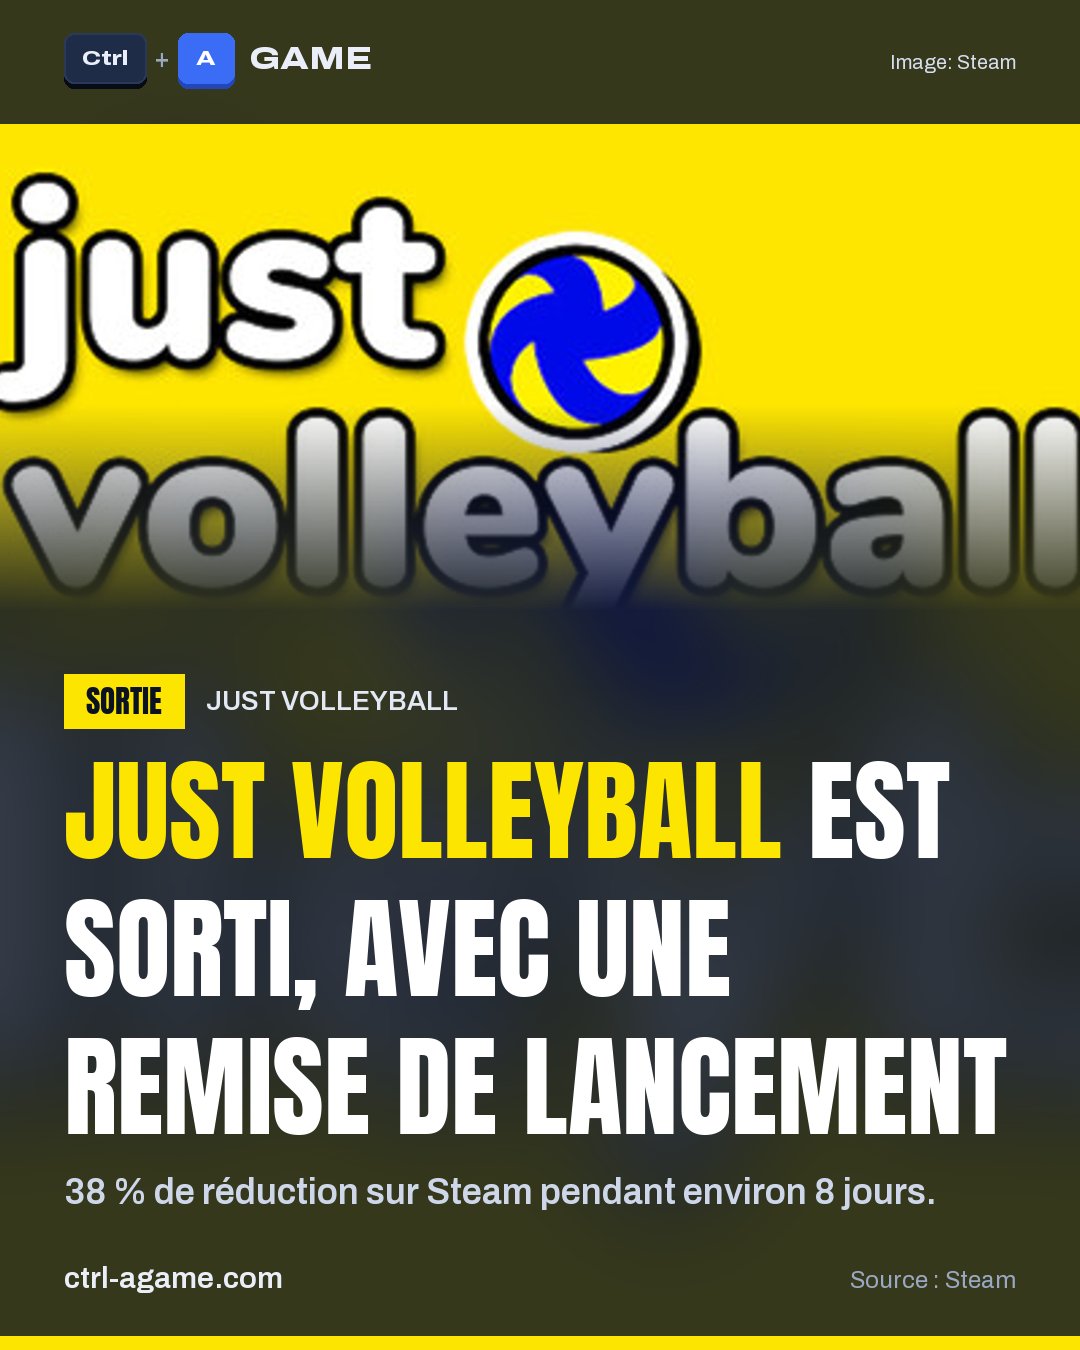 Ctrl + A GAME
Image: Steam
just
volleyball
SORTIE
JUST VOLLEYBALL
JUST VOLLEYBALL EST
SORTI, AVEC UNE
REMISE DE LANCEMENT
38 % de réduction sur Steam pendant environ 8 jours.
ctrl-agame.com
Source : Steam